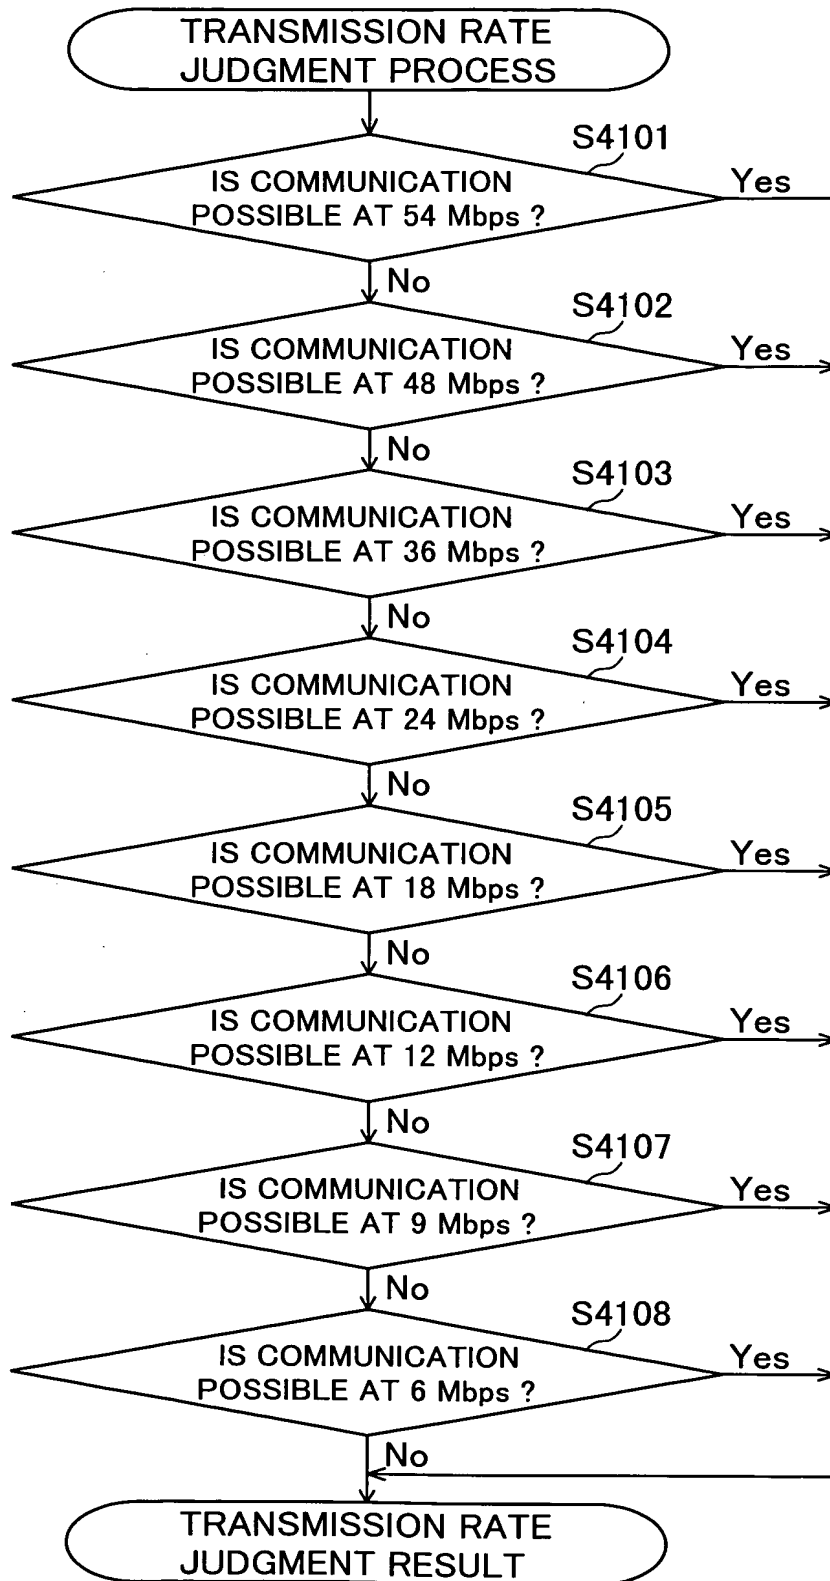 TRANSMISSION RATE
JUDGMENT PROCESS
S4101
IS COMMUNICATION
POSSIBLE AT 54 Mbps ?
Yes
No
S4102
IS COMMUNICATION
POSSIBLE AT 48 Mbps ?
Yes
No
S4103
IS COMMUNICATION
POSSIBLE AT 36 Mbps ?
Yes
No
S4104
IS COMMUNICATION
POSSIBLE AT 24 Mbps ?
Yes
No
S4105
IS COMMUNICATION
POSSIBLE AT 18 Mbps ?
Yes
No
S4106
IS COMMUNICATION
POSSIBLE AT 12 Mbps ?
Yes
No
S4107
IS COMMUNICATION
POSSIBLE AT 9 Mbps ?
Yes
No
S4108
IS COMMUNICATION
POSSIBLE AT 6 Mbps ?
Yes
No
TRANSMISSION RATE
JUDGMENT RESULT